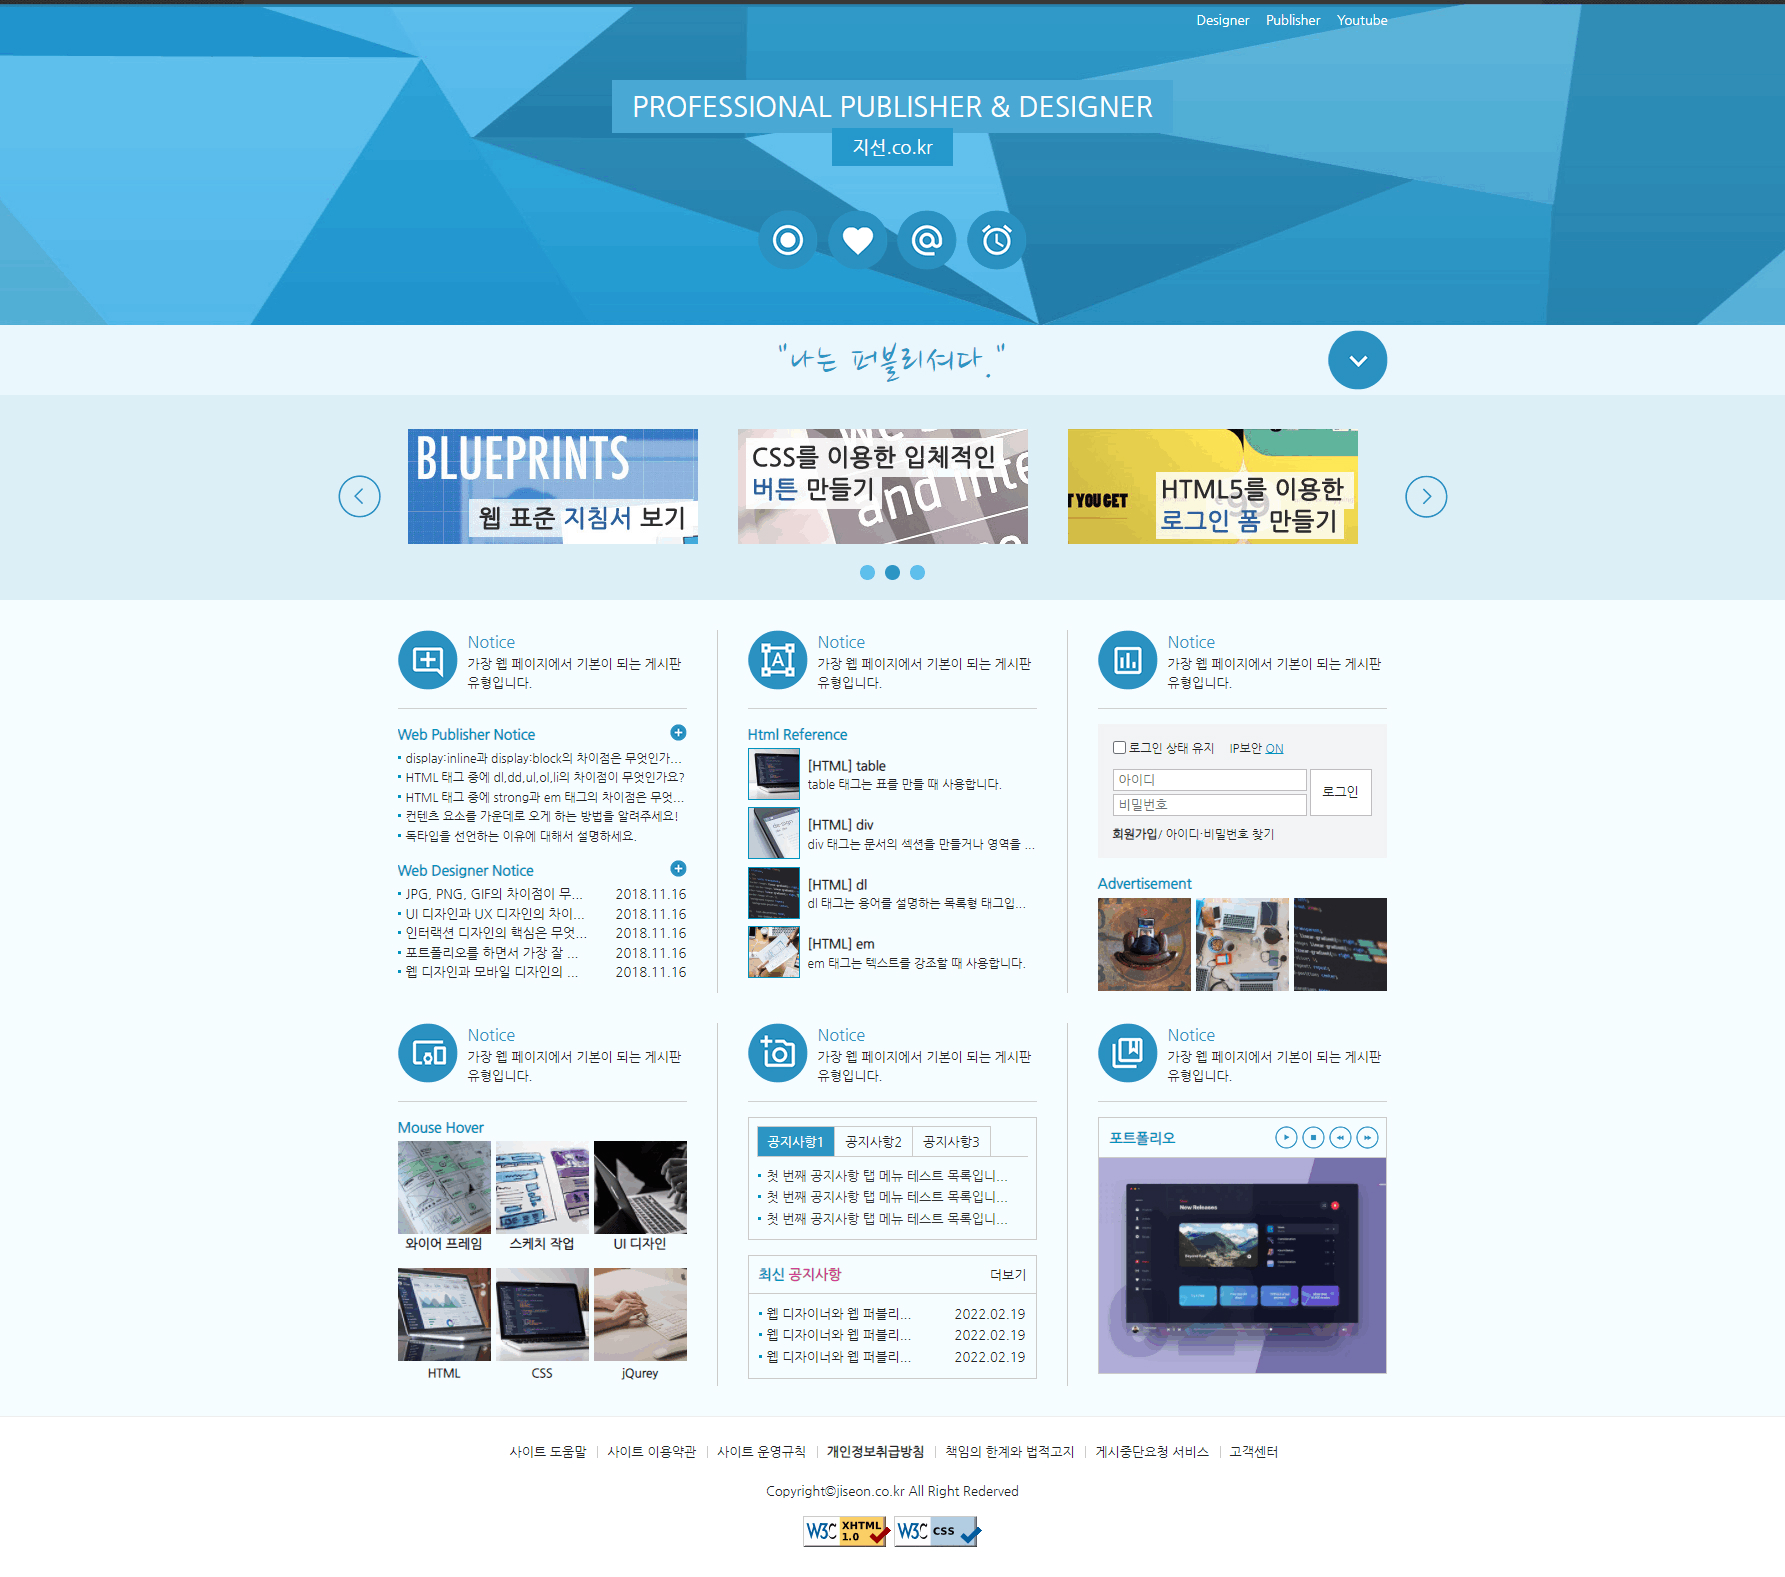 Designer Publisher Youtube
PROFESSIONAL PUBLISHER & DESIGNER
지선.co.kr
"나는 퍼블리셔다."
BLUEPRINTS
웹 표준 지침서 보기
CSS를 이용한 입체적인
버튼 만들기
and Inte
T YOU GET
HTML5를 이용한
로그인 폼 만들기
Notice
가장 웹 페이지에서 기본이 되는 게시판
유형입니다.
Web Publisher Notice
display:inline과 display:block의 차이점은 무엇인가...
HTML 태그 중에 dl,dd,ul,ol,li의 차이점이 무엇인가요?
HTML 태그 중에 strong과 em 태그의 차이점은 무엇...
컨텐츠 요소를 가운데로 오게 하는 방법을 알려주세요!
독타입을 선언하는 이유에 대해서 설명하세요.
Web Designer Notice
JPG, PNG, GIF의 차이점이 무... 2018.11.16
UI 디자인과 UX 디자인의 차이... 2018.11.16
인터랙션 디자인의 핵심은 무엇... 2018.11.16
포트폴리오를 하면서 가장 잘 ... 2018.11.16
웹 디자인과 모바일 디자인의 ... 2018.11.16
Notice
가장 웹 페이지에서 기본이 되는 게시판
유형입니다.
Html Reference
[HTML] table
table 태그는 표를 만들 때 사용합니다.
[HTML] div
div 태그는 문서의 섹션을 만들거나 영역을 ...
[HTML] dl
dl 태그는 용어를 설명하는 목록형 태그입...
[HTML] em
em 태그는 텍스트를 강조할 때 사용합니다.
Notice
가장 웹 페이지에서 기본이 되는 게시판
유형입니다.
로그인 상태 유지 IP보안 ON
아이디
비밀번호
로그인
회원가입/ 아이디·비밀번호 찾기
Advertisement
Notice
가장 웹 페이지에서 기본이 되는 게시판
유형입니다.
Mouse Hover
와이어 프레임 스케치 작업 UI 디자인
HTML CSS jQurey
Notice
가장 웹 페이지에서 기본이 되는 게시판
유형입니다.
공지사항1 공지사항2 공지사항3
첫 번째 공지사항 탭 메뉴 테스트 목록입니...
첫 번째 공지사항 탭 메뉴 테스트 목록입니...
첫 번째 공지사항 탭 메뉴 테스트 목록입니...
최신 공지사항 더보기
웹 디자이너와 웹 퍼블리... 2022.02.19
웹 디자이너와 웹 퍼블리... 2022.02.19
웹 디자이너와 웹 퍼블리... 2022.02.19
Notice
가장 웹 페이지에서 기본이 되는 게시판
유형입니다.
포트폴리오
New Releases
사이트 도움말 사이트 이용약관 사이트 운영규칙 개인정보취급방침 책임의 한계와 법적고지 게시중단요청 서비스 고객센터
Copyright©jiseon.co.kr All Right Rederved
W3C XHTML 1.0 W3C CSS